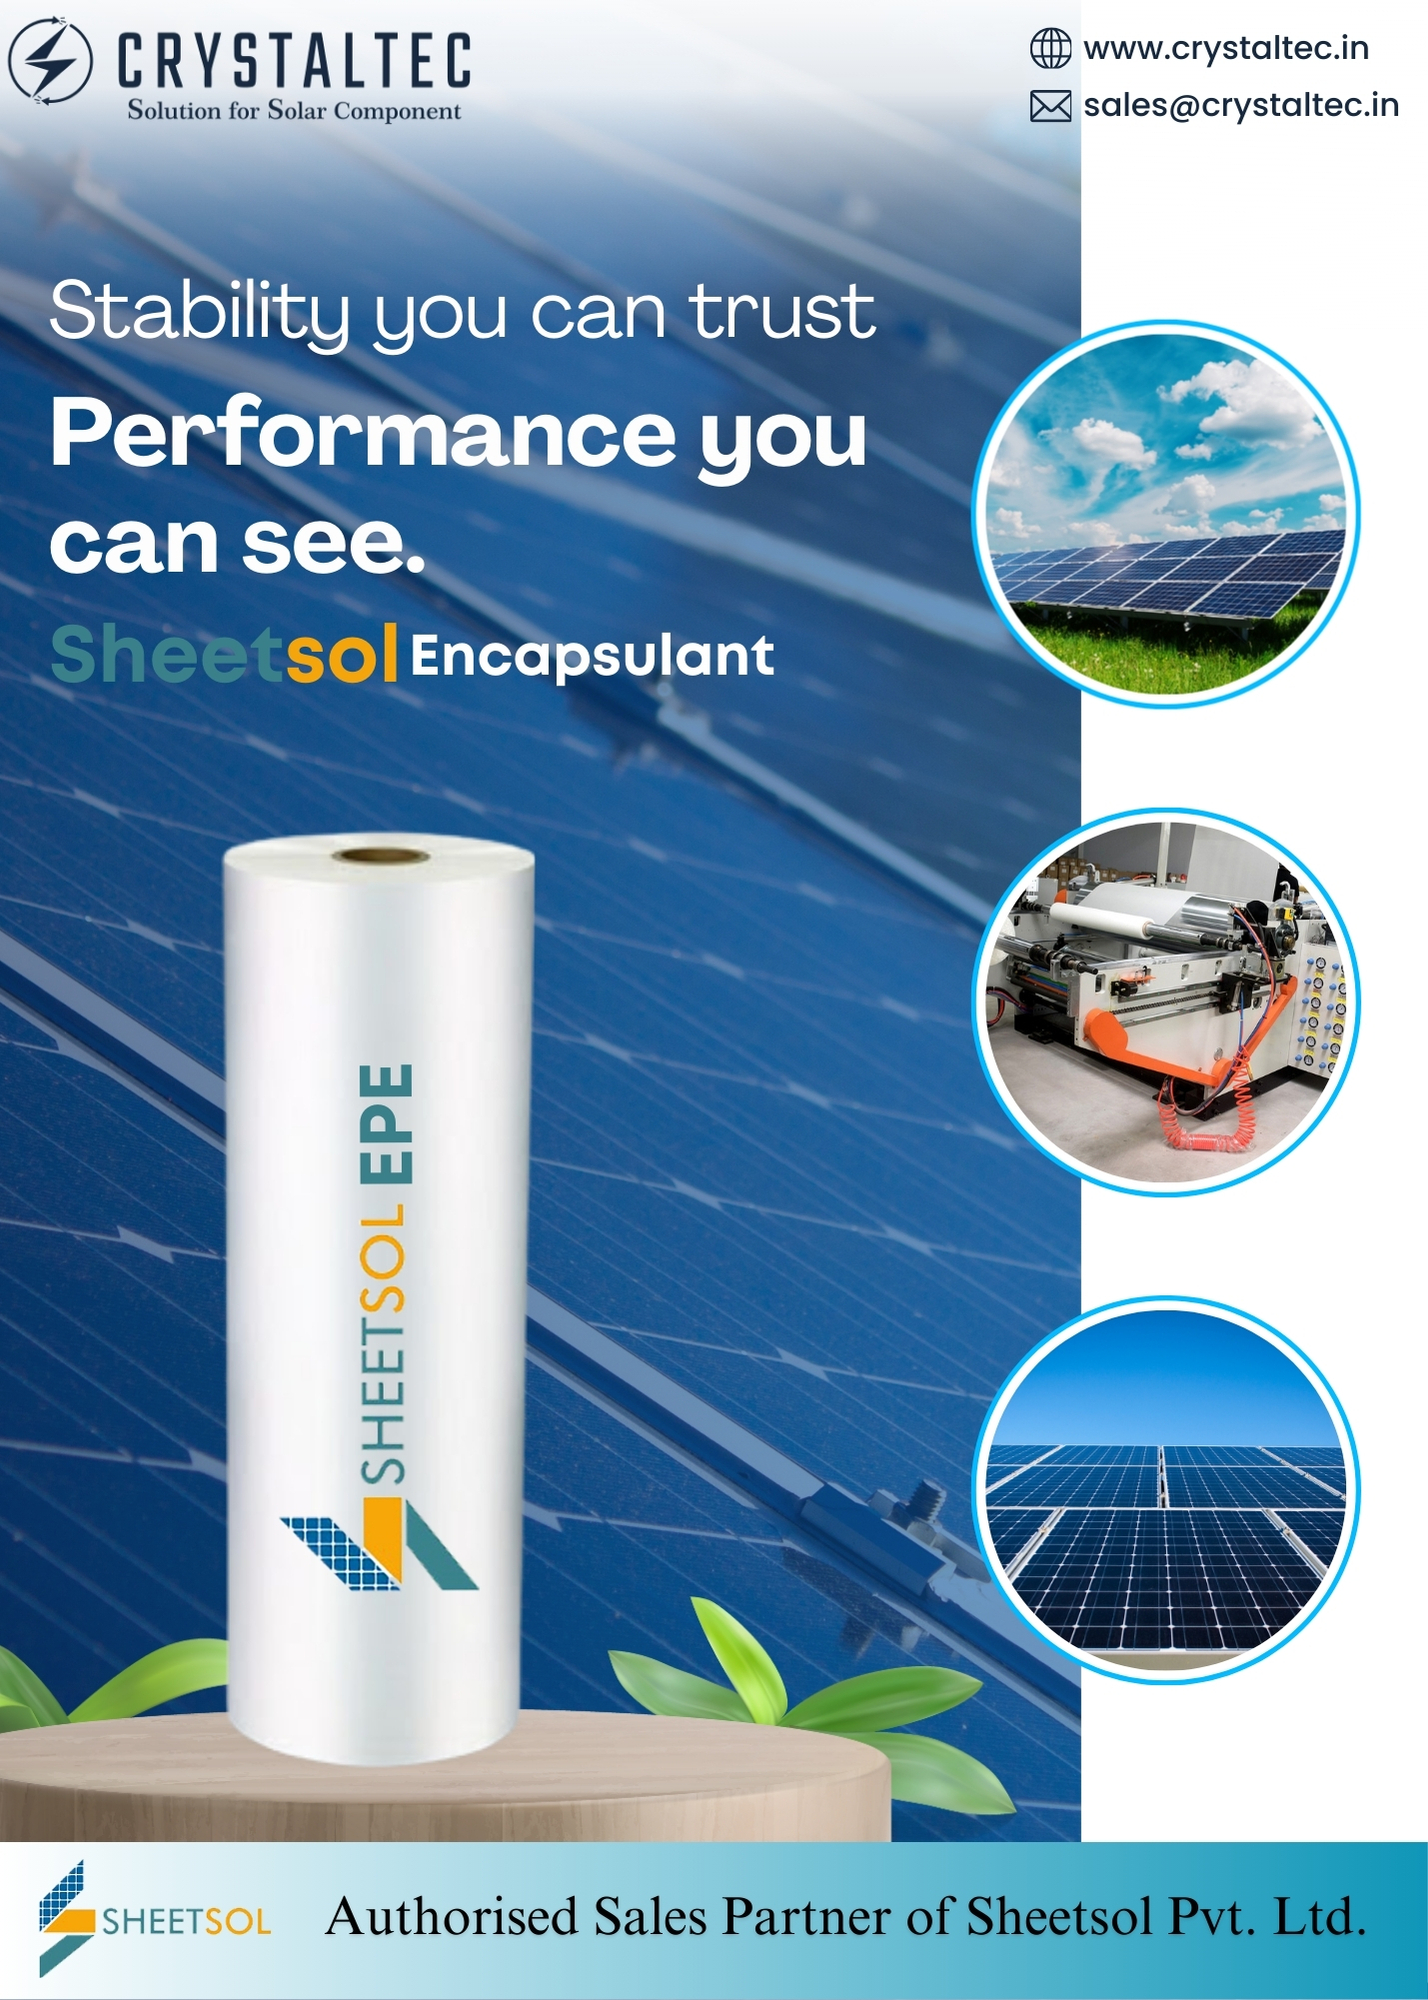 CRYSTALTEC
Solution for Solar Component
www.crystaltec.in
sales@crystaltec.in
Stability you can trust
Performance you
can see.
Sheetsol Encapsulant
SHEETSOL EPE
SHEETSOL
Authorised Sales Partner of Sheetsol Pvt. Ltd.